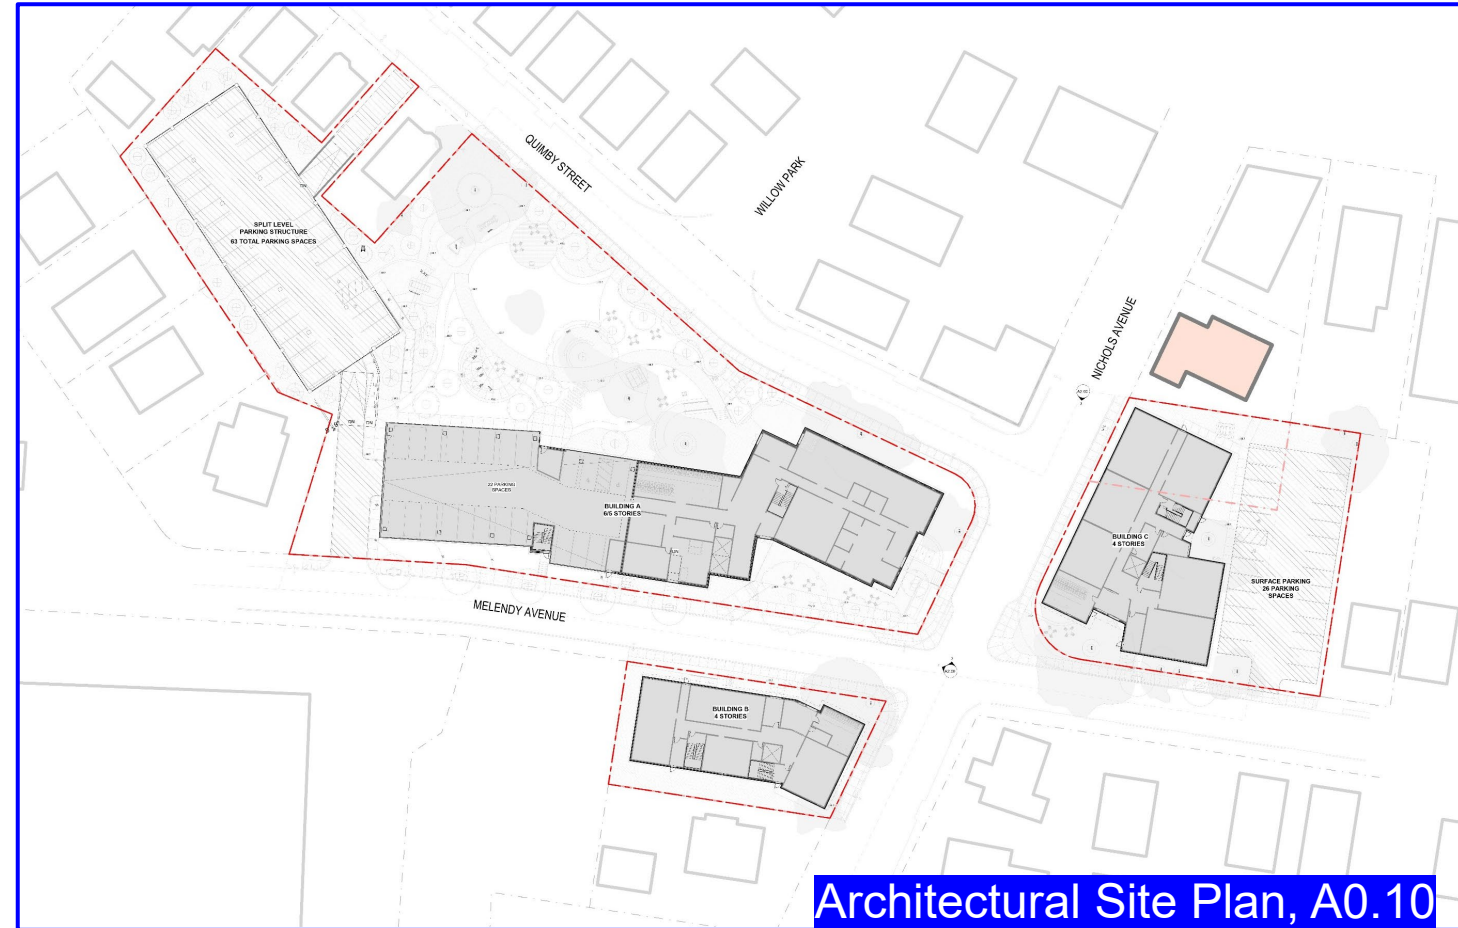 QUIMBY STREET
WILLOW PARK
SPLIT LEVEL
PARKING STRUCTURE
63 TOTAL PARKING SPACES
NICHOLS AVENUE
22 PARKING
SPACES
BUILDING A
6/5 STORIES
BUILDING C
4 STORIES
SURFACE PARKING
26 PARKING
SPACES
MELENDY AVENUE
BUILDING B
4 STORIES
Architectural Site Plan, A0.10